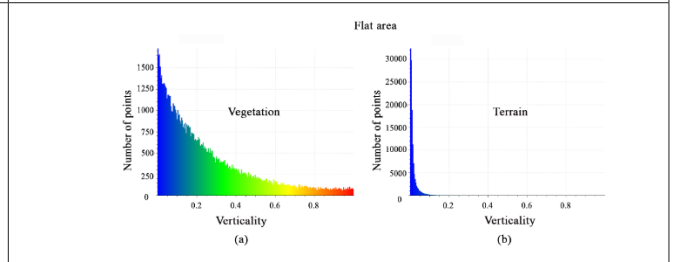 Flat area
Number of points
1500
1250
1000
750
500
250
0
Vegetation
0.2 0.4 0.6 0.8
Verticality
(a)
Number of points
30000
25000
20000
15000
10000
5000
0
Terrain
0.2 0.4 0.6 0.8
Verticality
(b)